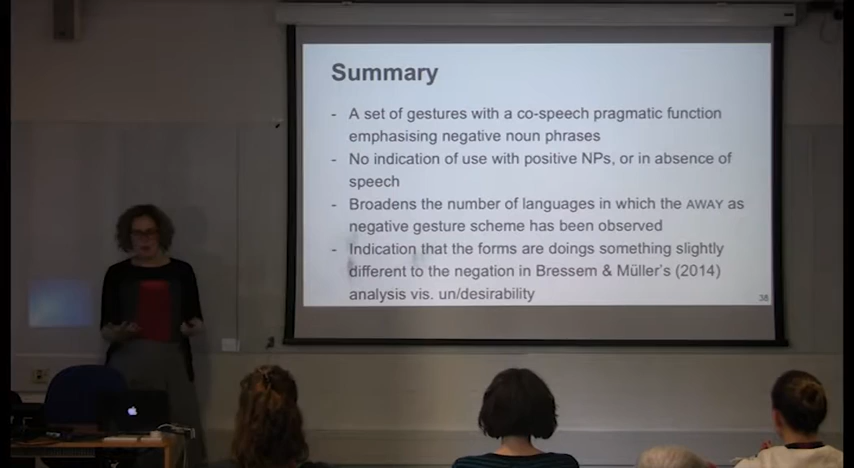 Summary
- A set of gestures with a co-speech pragmatic function
emphasising negative noun phrases
- No indication of use with positive NPs, or in absence of
speech
- Broadens the number of languages in which the AWAY as
negative gesture scheme has been observed
- Indication that the forms are doings something slightly
different to the negation in Bressem & Müller's (2014)
analysis vis. un/desirability
38